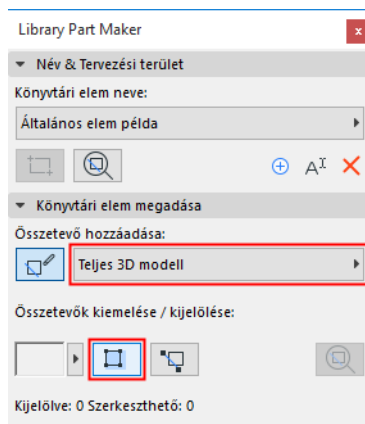 Library Part Maker
x
Név & Tervezési terület
Könyvtári elem neve:
Általános elem példa
Könyvtári elem megadása
Összetevő hozzáadása:
Teljes 3D modell
Összetevők kiemelése / kijelölése:
Kijelölve: 0 Szerkeszthető: 0